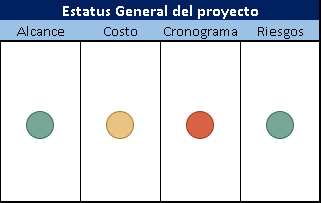 Estatus General del proyecto
Alcance Costo Cronograma Riesgos